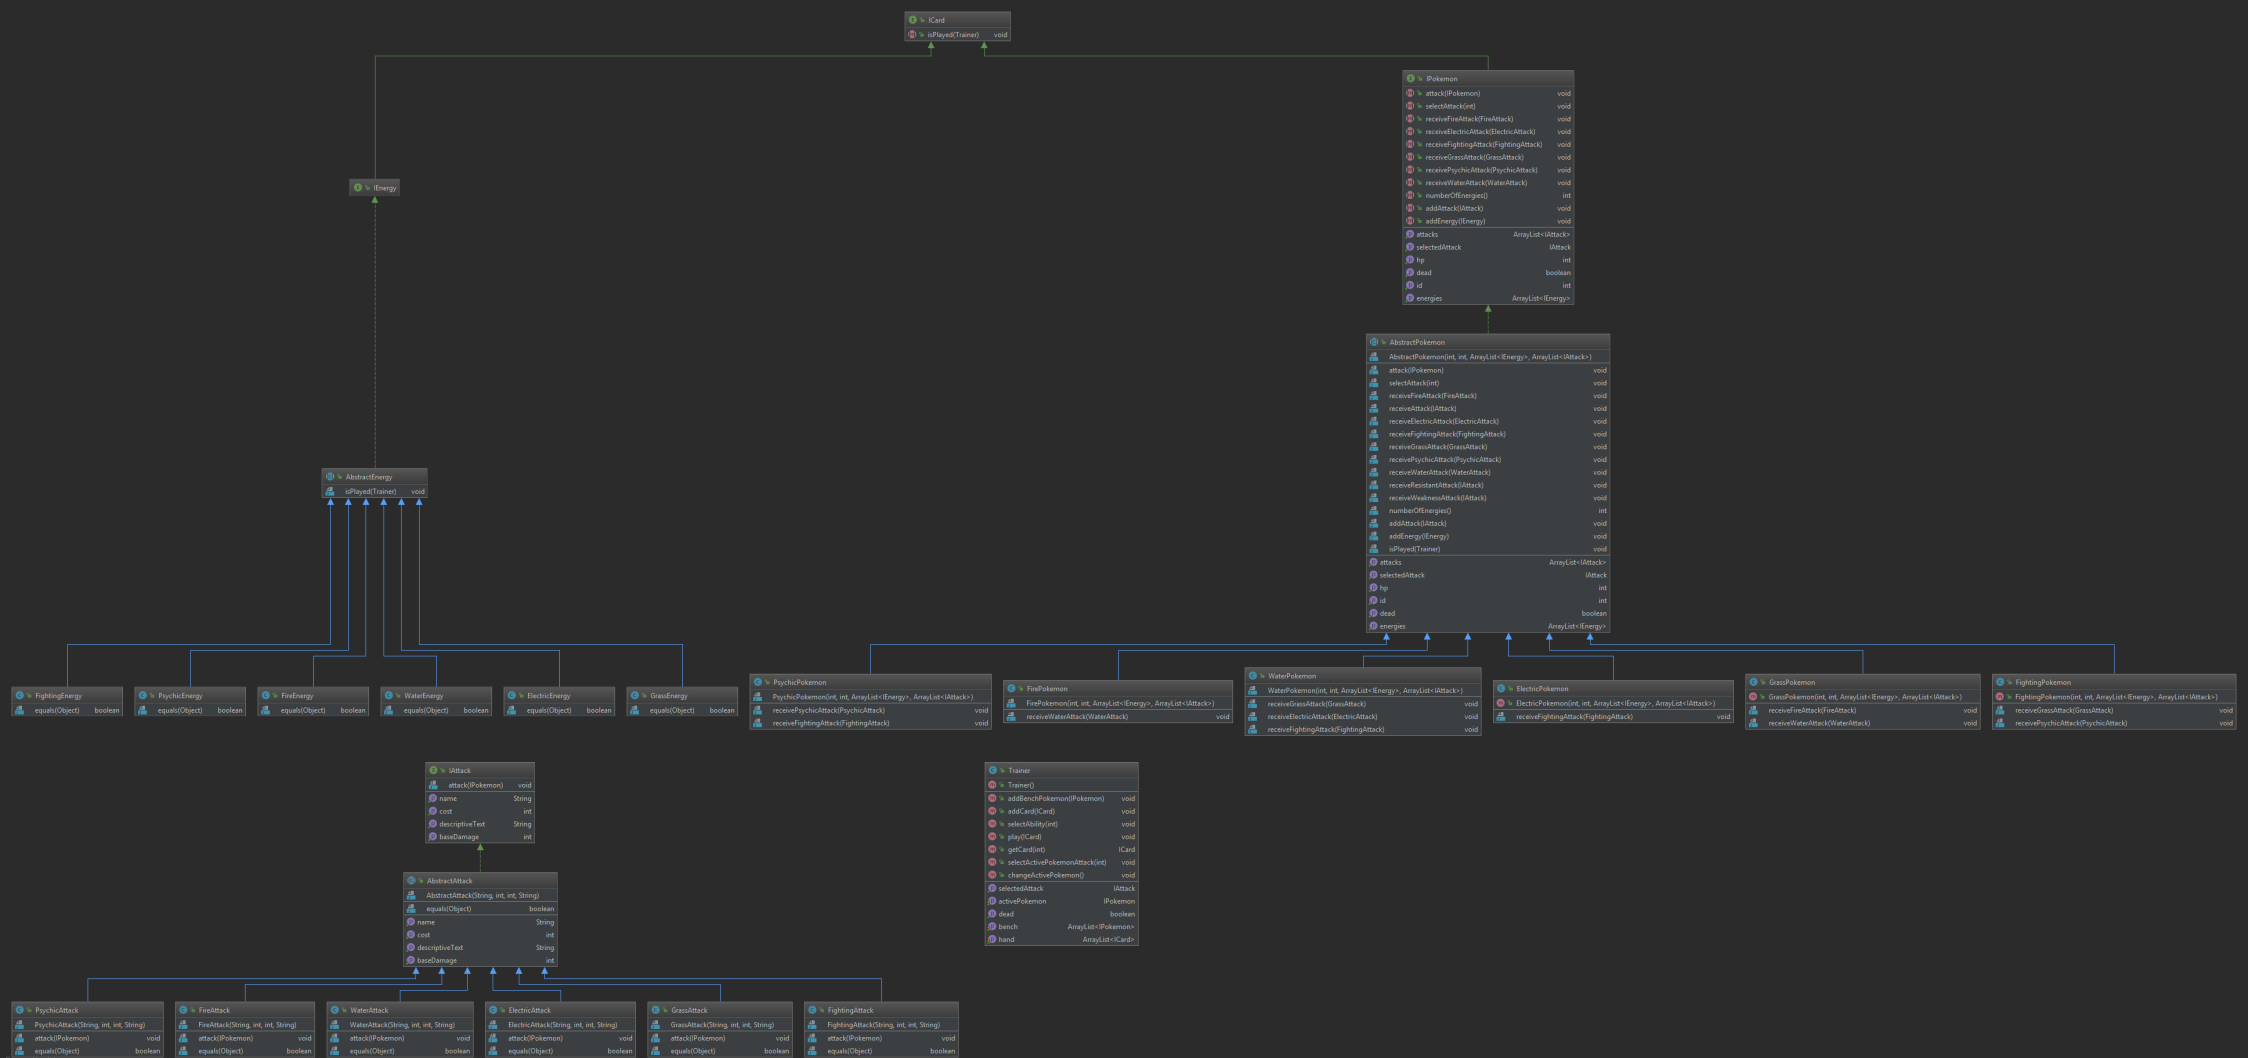 ICard
isPlayed(Trainer) void
IPokemon
attack(IPokemon) void
selectAttack(int) void
receiveFireAttack(FireAttack) void
receiveElectricAttack(ElectricAttack) void
receiveFightingAttack(FightingAttack) void
receiveGrassAttack(GrassAttack) void
receivePsychicAttack(PsychicAttack) void
receiveWaterAttack(WaterAttack) void
numberOfEnergies() int
addAttack(IAttack) void
addEnergy(IEnergy) void
attacks ArrayList<IAttack>
selectedAttack IAttack
hp int
dead boolean
id int
energies ArrayList<IEnergy>
IEnergy
AbstractPokemon
AbstractPokemon(int, int, ArrayList<IEnergy>, ArrayList<IAttack>)
attack(IPokemon) void
selectAttack(int) void
receiveFireAttack(FireAttack) void
receiveAttack(IAttack) void
receiveElectricAttack(ElectricAttack) void
receiveFightingAttack(FightingAttack) void
receiveGrassAttack(GrassAttack) void
receivePsychicAttack(PsychicAttack) void
receiveWaterAttack(WaterAttack) void
receiveResistantAttack(IAttack) void
receiveWeaknessAttack(IAttack) void
numberOfEnergies() int
addAttack(IAttack) void
addEnergy(IEnergy) void
isPlayed(Trainer) void
attacks ArrayList<IAttack>
selectedAttack IAttack
hp int
id int
dead boolean
energies ArrayList<IEnergy>
AbstractEnergy
isPlayed(Trainer) void
FightingEnergy
equals(Object) boolean
PsychicEnergy
equals(Object) boolean
FireEnergy
equals(Object) boolean
WaterEnergy
equals(Object) boolean
ElectricEnergy
equals(Object) boolean
GrassEnergy
equals(Object) boolean
PsychicPokemon
PsychicPokemon(int, int, ArrayList<IEnergy>, ArrayList<IAttack>)
receivePsychicAttack(PsychicAttack) void
receiveFightingAttack(FightingAttack) void
FirePokemon
FirePokemon(int, int, ArrayList<IEnergy>, ArrayList<IAttack>)
receiveWaterAttack(WaterAttack) void
WaterPokemon
WaterPokemon(int, int, ArrayList<IEnergy>, ArrayList<IAttack>)
receiveGrassAttack(GrassAttack) void
receiveElectricAttack(ElectricAttack) void
receiveFightingAttack(FightingAttack) void
ElectricPokemon
ElectricPokemon(int, int, ArrayList<IEnergy>, ArrayList<IAttack>)
receiveFightingAttack(FightingAttack) void
GrassPokemon
GrassPokemon(int, int, ArrayList<IEnergy>, ArrayList<IAttack>)
receiveFireAttack(FireAttack) void
receiveWaterAttack(WaterAttack) void
FightingPokemon
FightingPokemon(int, int, ArrayList<IEnergy>, ArrayList<IAttack>)
receiveGrassAttack(GrassAttack) void
receivePsychicAttack(PsychicAttack) void
IAttack
attack(IPokemon) void
name String
cost int
descriptiveText String
baseDamage int
Trainer
Trainer()
addBenchPokemon(IPokemon) void
addCard(ICard) void
selectAbility(int) void
play(ICard) void
getCard(int) ICard
selectActivePokemonAttack(int) void
changeActivePokemon() void
selectedAttack IAttack
activePokemon IPokemon
dead boolean
bench ArrayList<IPokemon>
hand ArrayList<ICard>
AbstractAttack
AbstractAttack(String, int, int, String)
equals(Object) boolean
name String
cost int
descriptiveText String
baseDamage int
PsychicAttack
PsychicAttack(String, int, int, String)
attack(IPokemon) void
equals(Object) boolean
FireAttack
FireAttack(String, int, int, String)
attack(IPokemon) void
equals(Object) boolean
WaterAttack
WaterAttack(String, int, int, String)
attack(IPokemon) void
equals(Object) boolean
ElectricAttack
ElectricAttack(String, int, int, String)
attack(IPokemon) void
equals(Object) boolean
GrassAttack
GrassAttack(String, int, int, String)
attack(IPokemon) void
equals(Object) boolean
FightingAttack
FightingAttack(String, int, int, String)
attack(IPokemon) void
equals(Object) boolean